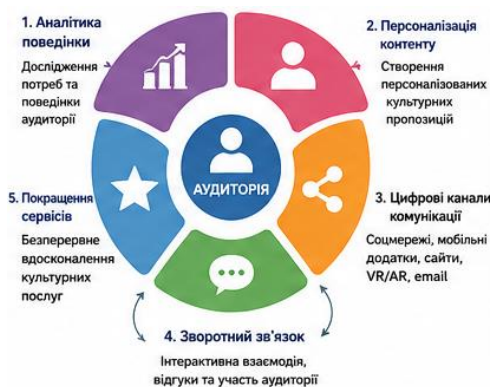 1. Аналітика
поведінки
Дослідження
потреб та
поведінки
аудиторії
2. Персоналізація
контенту
Створення
персоналізованих
культурних
пропозицій
АУДИТОРІЯ
5. Покращення
сервісів
Безперервне
вдосконалення
культурних
послуг
3. Цифрові канали
комунікації
Соцмережі, мобільні
додатки, сайти,
VR/AR, email
4. Зворотний зв'язок
Інтерактивна взаємодія,
відгуки та участь аудиторії